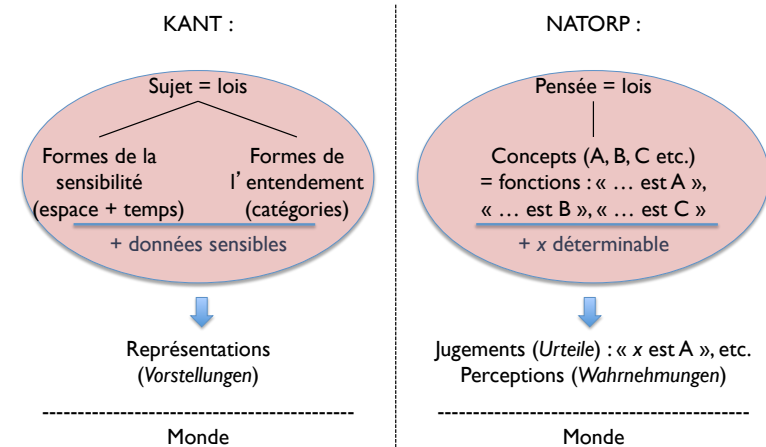 KANT :
Sujet = lois
Formes de la
sensibilité
(espace + temps)
Formes de
l’entendement
(catégories)
+ données sensibles
Représentations
(Vorstellungen)
Monde
NATORP :
Pensée = lois
Concepts (A, B, C etc.)
= fonctions : « … est A »,
« … est B », « … est C »
+ x déterminable
Jugements (Urteile) : « x est A », etc.
Perceptions (Wahrnehmungen)
Monde